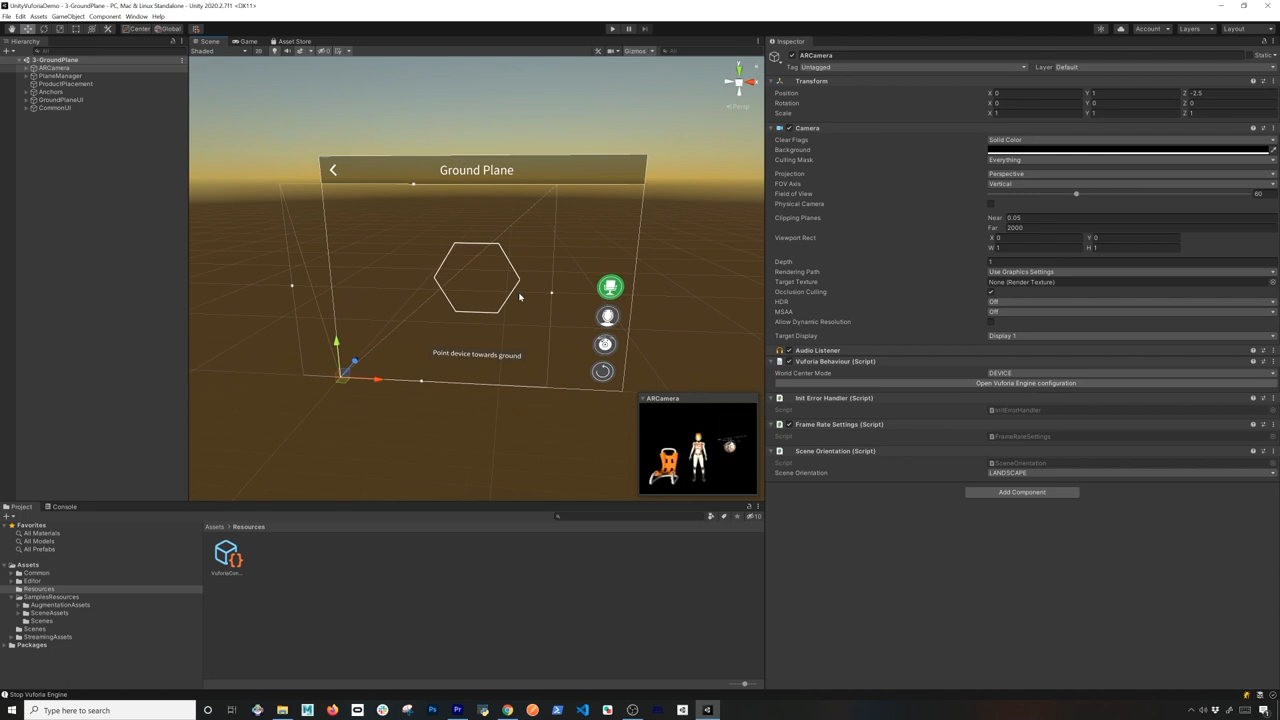 UnityVuforiaDemo - 3-GroundPlane - PC, Mac & Linux Standalone - Unity 2020.2.7f1 <DX11>
File Edit Assets GameObject Component Window Help
Center Global Account Layers Layout
Hierarchy
All
3-GroundPlane
ARCamera
PlaneManager
ProductPlacement
Anchors
GroundPlaneUI
CommonUI
Scene Game Asset Store
Shaded 2D 0 Gizmos All
y
x
Persp
Ground Plane
Point device towards ground
ARCamera
Inspector
ARCamera Static
Tag Untagged Layer Default
Transform
Position X 0 Y 1 Z -2.5
Rotation X 0 Y 0 Z 0
Scale X 1 Y 1 Z 1
Camera
Clear Flags Solid Color
Background
Culling Mask Everything
Projection Perspective
FOV Axis Vertical
Field of View 60
Physical Camera
Clipping Planes Near 0.05
Far 2000
Viewport Rect X 0 Y 0
W 1 H 1
Depth 1
Rendering Path Use Graphics Settings
Target Texture None (Render Texture)
Occlusion Culling
HDR Off
MSAA Off
Allow Dynamic Resolution
Target Display Display 1
Audio Listener
Vuforia Behaviour (Script)
World Center Mode DEVICE
Open Vuforia Engine configuration
Init Error Handler (Script)
Script InitErrorHandler
Frame Rate Settings (Script)
Script FrameRateSettings
Scene Orientation (Script)
Script SceneOrientation
Scene Orientation LANDSCAPE
Add Component
Project Console
10
Favorites
All Materials
All Models
All Prefabs
Assets
Common
Editor
Resources
SamplesResources
AugmentationAssets
SceneAssets
Scenes
Scenes
StreamingAssets
Packages
Assets Resources
VuforiaCon...
Stop Vuforia Engine
Type here to search